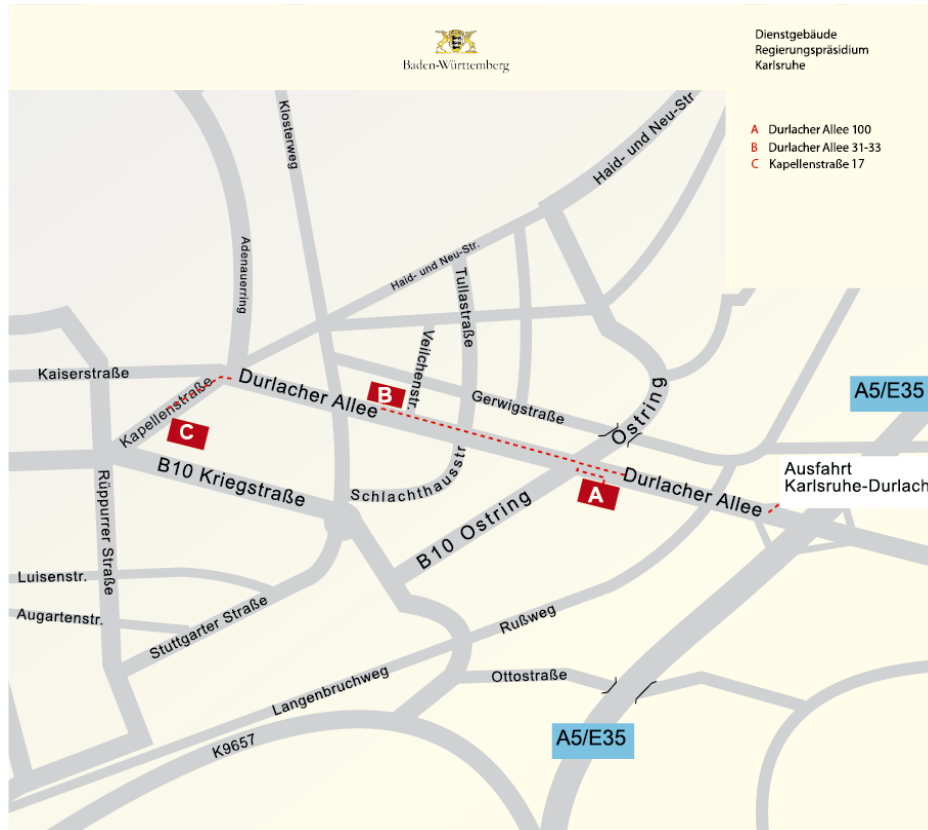 Baden-Württemberg
Dienstgebäude
Regierungspräsidium
Karlsruhe
A Durlacher Allee 100
B Durlacher Allee 31-33
C Kapellenstraße 17
Klosterweg
Haid- und Neu-Str
Adenauerring
Haid- und Neu-Str.
Tullastraße
Veilchenstr.
Kaiserstraße
Durlacher Allee
B
Gerwigstraße
Ostring
A5/E35
Kapellenstraße
C
B10 Kriegstraße
Schlachthausstr
Rüppurrer Straße
A
Durlacher Allee
Ausfahrt
Karlsruhe-Durlach
B10 Ostring
Luisenstr.
Augartenstr.
Stuttgarter Straße
Rußweg
Langenbruchweg
Ottostraße
K9657
A5/E35